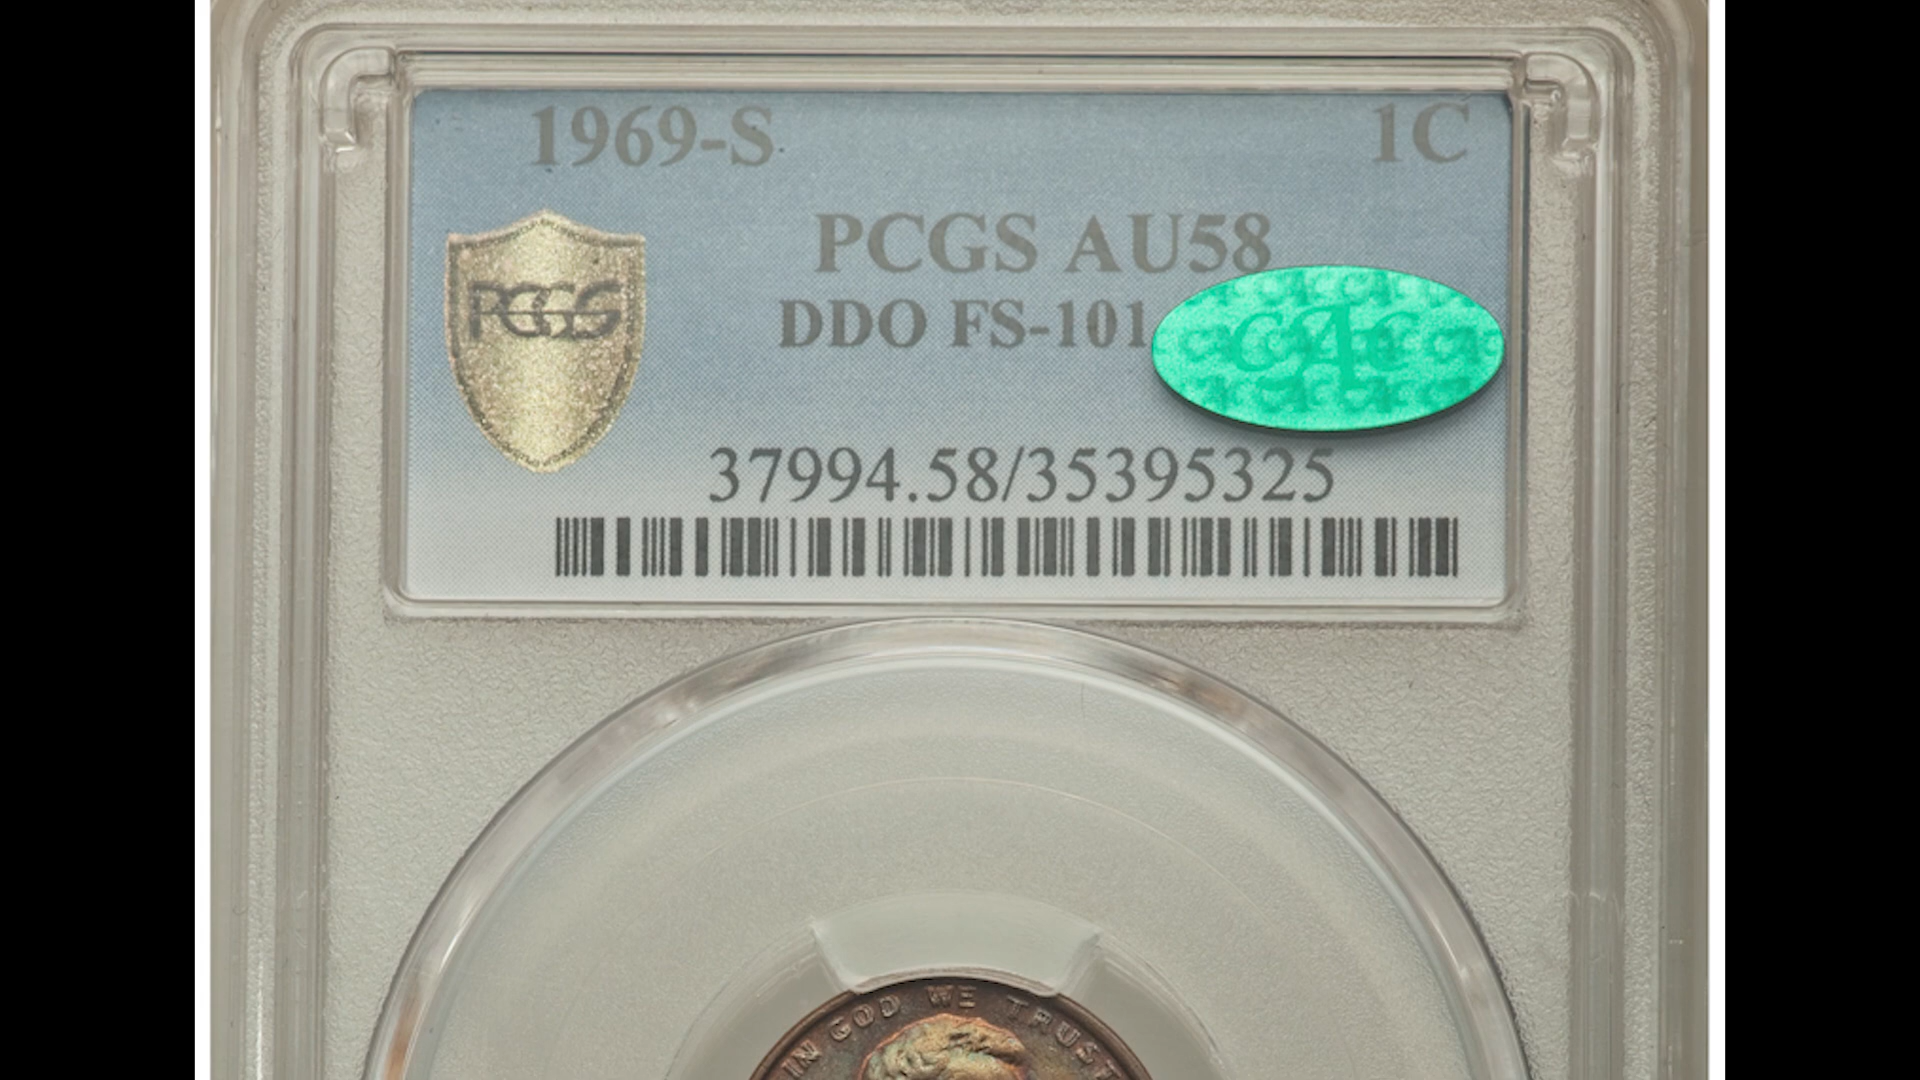 1969-S 1C
PCGS AU58
PCGS
DDO FS-101
CAC
37994.58/35395325
IN GOD WE TRUST